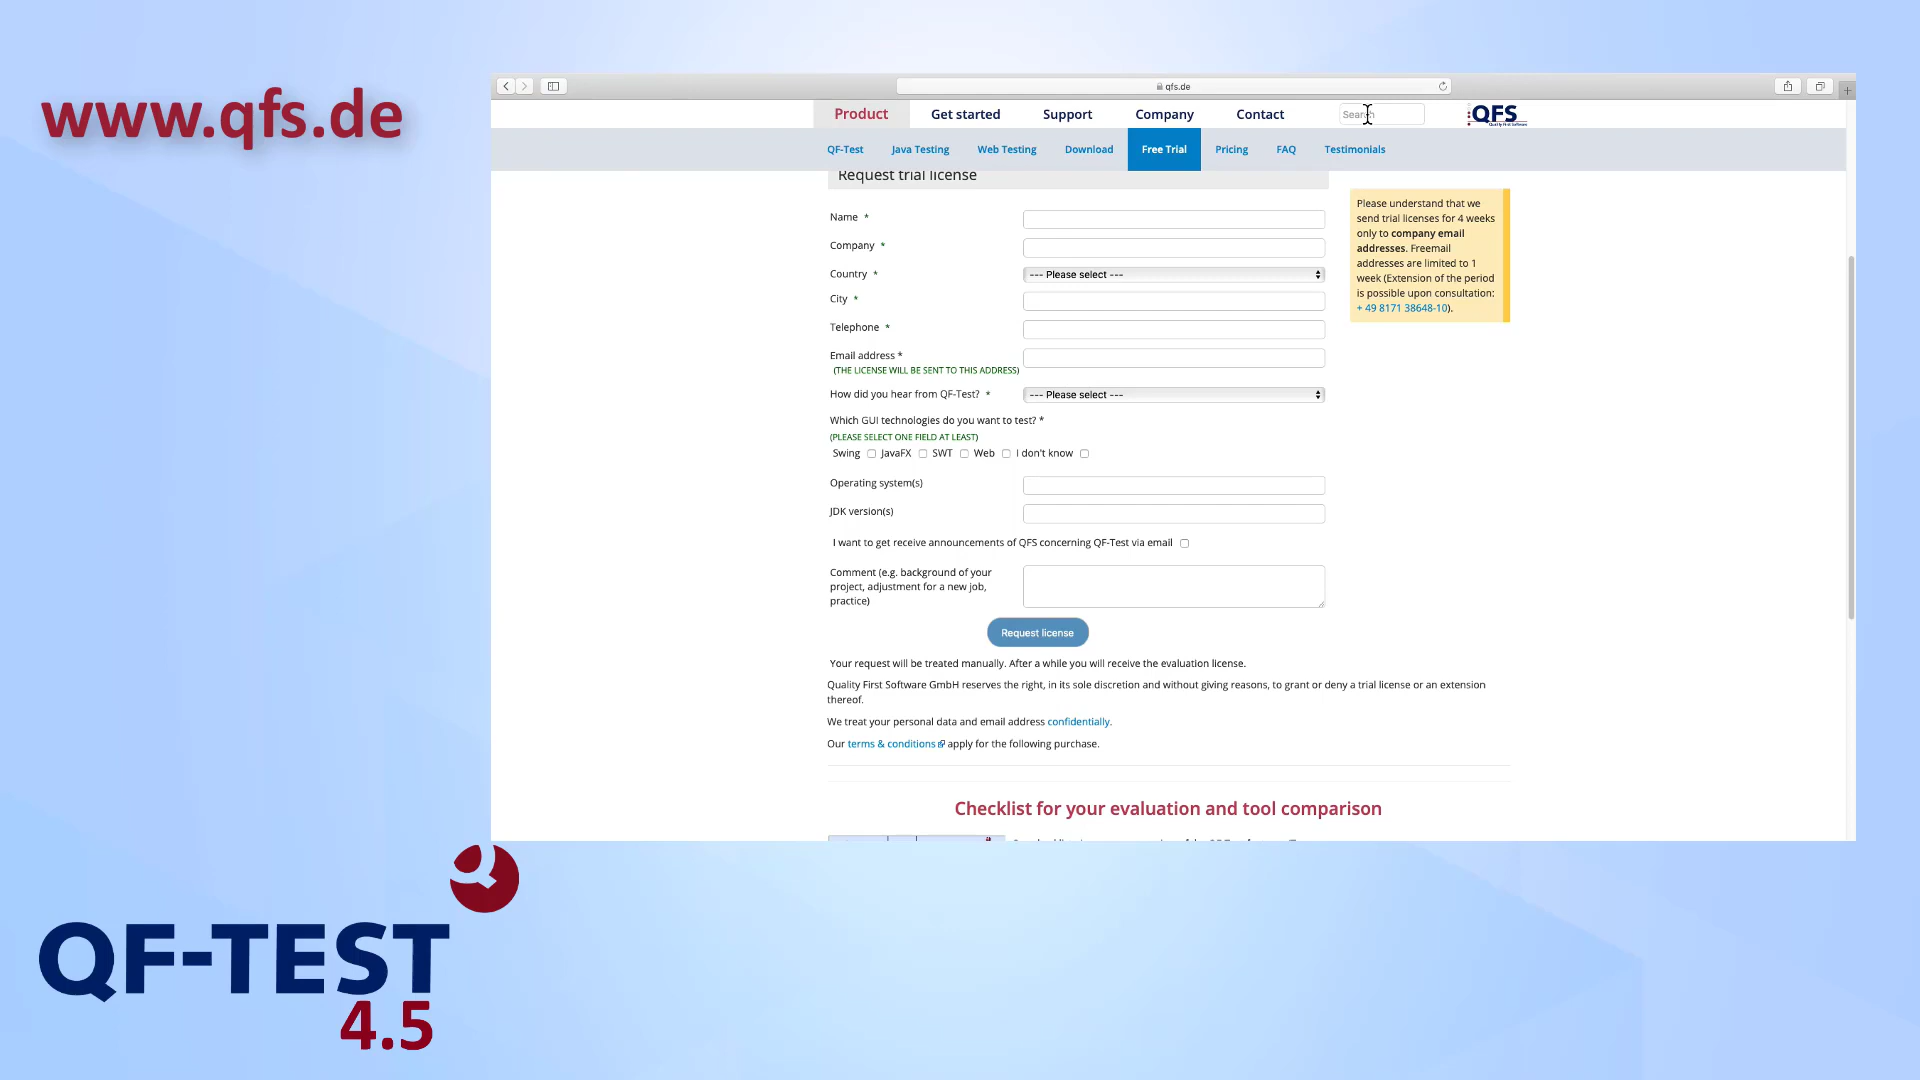 www.qfs.de
qfs.de
Product Get started Support Company Contact Search QFS
Quality First Software
QF-Test Java Testing Web Testing Download Free Trial Pricing FAQ Testimonials
Request trial license
Name *
Company *
Country * --- Please select ---
City *
Telephone *
Email address *
(THE LICENSE WILL BE SENT TO THIS ADDRESS)
How did you hear from QF-Test? * --- Please select ---
Which GUI technologies do you want to test? *
(PLEASE SELECT ONE FIELD AT LEAST)
Swing JavaFX SWT Web I don't know
Operating system(s)
JDK version(s)
I want to get receive announcements of QFS concerning QF-Test via email
Comment (e.g. background of your
project, adjustment for a new job,
practice)
Request license
Your request will be treated manually. After a while you will receive the evaluation license.
Quality First Software GmbH reserves the right, in its sole discretion and without giving reasons, to grant or deny a trial license or an extension
thereof.
We treat your personal data and email address confidentially.
Our terms & conditions apply for the following purchase.
Please understand that we
send trial licenses for 4 weeks
only to company email
addresses. Freemail
addresses are limited to 1
week (Extension of the period
is possible upon consultation:
+ 49 8171 38648-10).
Checklist for your evaluation and tool comparison
QF-TEST
4.5